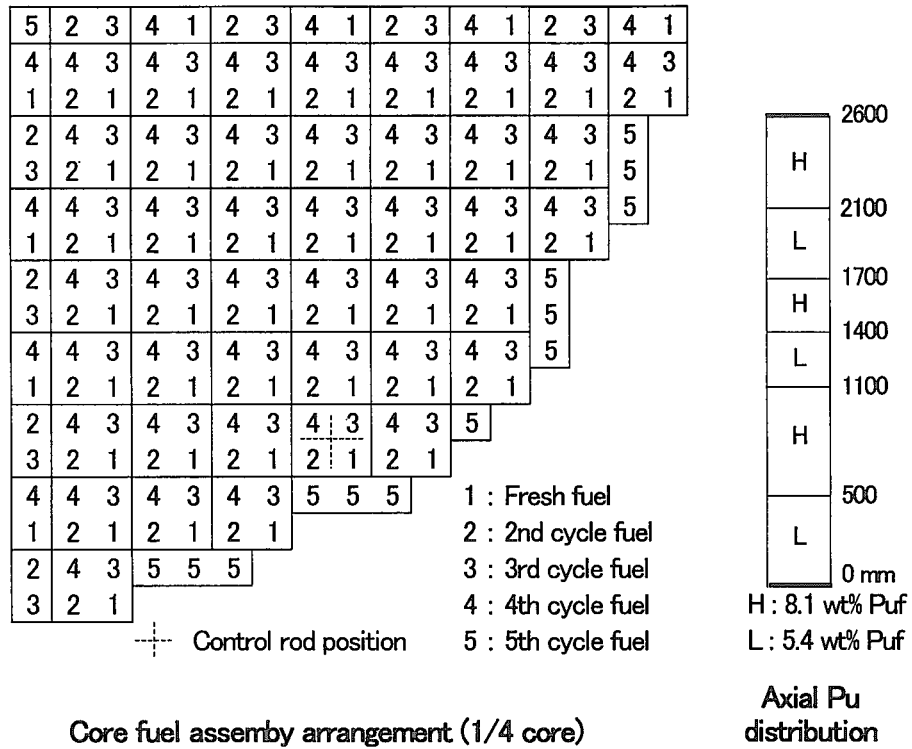 5 2 3 4 1 2 3 4 1 2 3 4 1 2 3 4 1
4 4 3 4 3 4 3 4 3 4 3 4 3 4 3 4 3
1 2 1 2 1 2 1 2 1 2 1 2 1 2 1 2 1
2 4 3 4 3 4 3 4 3 4 3 4 3 4 3 5
3 2 1 2 1 2 1 2 1 2 1 2 1 2 1 5
4 4 3 4 3 4 3 4 3 4 3 4 3 4 3 5
1 2 1 2 1 2 1 2 1 2 1 2 1 2 1
2 4 3 4 3 4 3 4 3 4 3 4 3 5
3 2 1 2 1 2 1 2 1 2 1 2 1 5
4 4 3 4 3 4 3 4 3 4 3 4 3 5
1 2 1 2 1 2 1 2 1 2 1 2 1
2 4 3 4 3 4 3 4 3 4 3 5
3 2 1 2 1 2 1 2 1 2 1
4 4 3 4 3 4 3 5 5 5
1 2 1 2 1 2 1
2 4 3 5 5 5
3 2 1
1 : Fresh fuel
2 : 2nd cycle fuel
3 : 3rd cycle fuel
4 : 4th cycle fuel
5 : 5th cycle fuel
Control rod position
Core fuel assemby arrangement (1/4 core)
2600
H
2100
L
1700
H
1400
L
1100
H
500
L
0 mm
H : 8.1 wt% Puf
L : 5.4 wt% Puf
Axial Pu
distribution